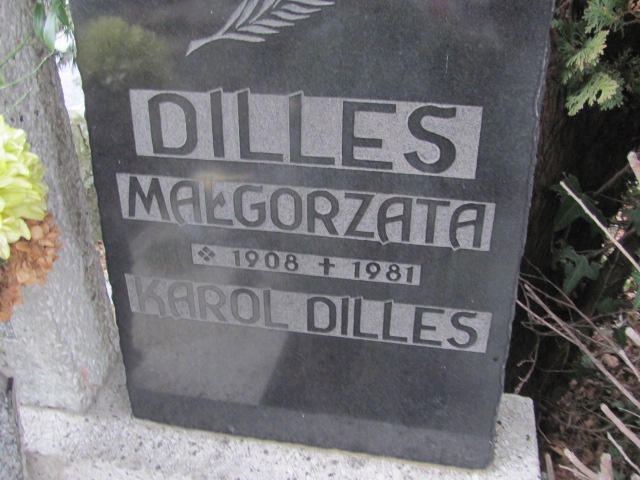 DILLES
MAŁGORZATA
❖ 1908 ✝ 1981
KAROL DILLES